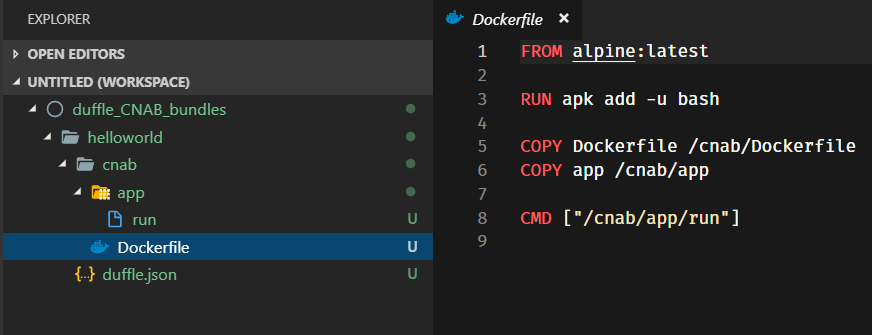 EXPLORER
OPEN EDITORS
UNTITLED (WORKSPACE)
duffle_CNAB_bundles
helloworld
cnab
app
run U
Dockerfile U
{..} duffle.json U
Dockerfile ×
1 FROM alpine:latest
2
3 RUN apk add -u bash
4
5 COPY Dockerfile /cnab/Dockerfile
6 COPY app /cnab/app
7
8 CMD ["/cnab/app/run"]
9